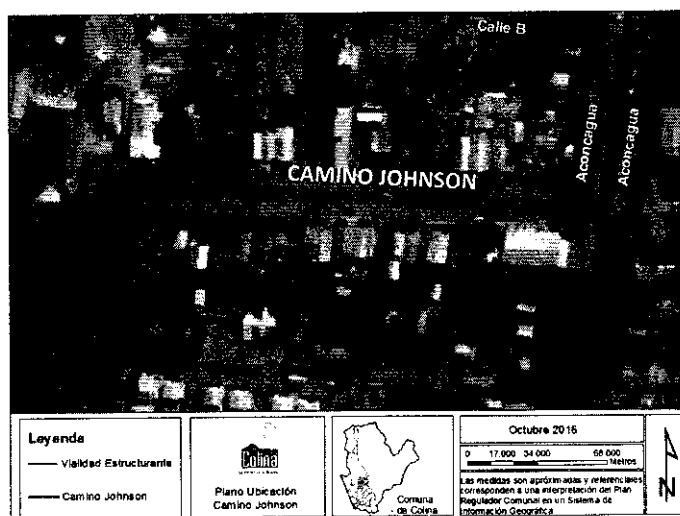 Calle B
Aconcagua
Aconcagua
CAMINO JOHNSON
Leyenda
Vialidad Estructurante
Camino Johnson
Colina
Plano Ubicación
Camino Johnson
Comuna
de Colina
Octubre 2016
0 17.000 34.000 68.000
Metros
Las medidas son aproximadas y referenciales
corresponden a una interpretación del Plan
Regulador Comunal en un Sistema de
Información Geográfica
N